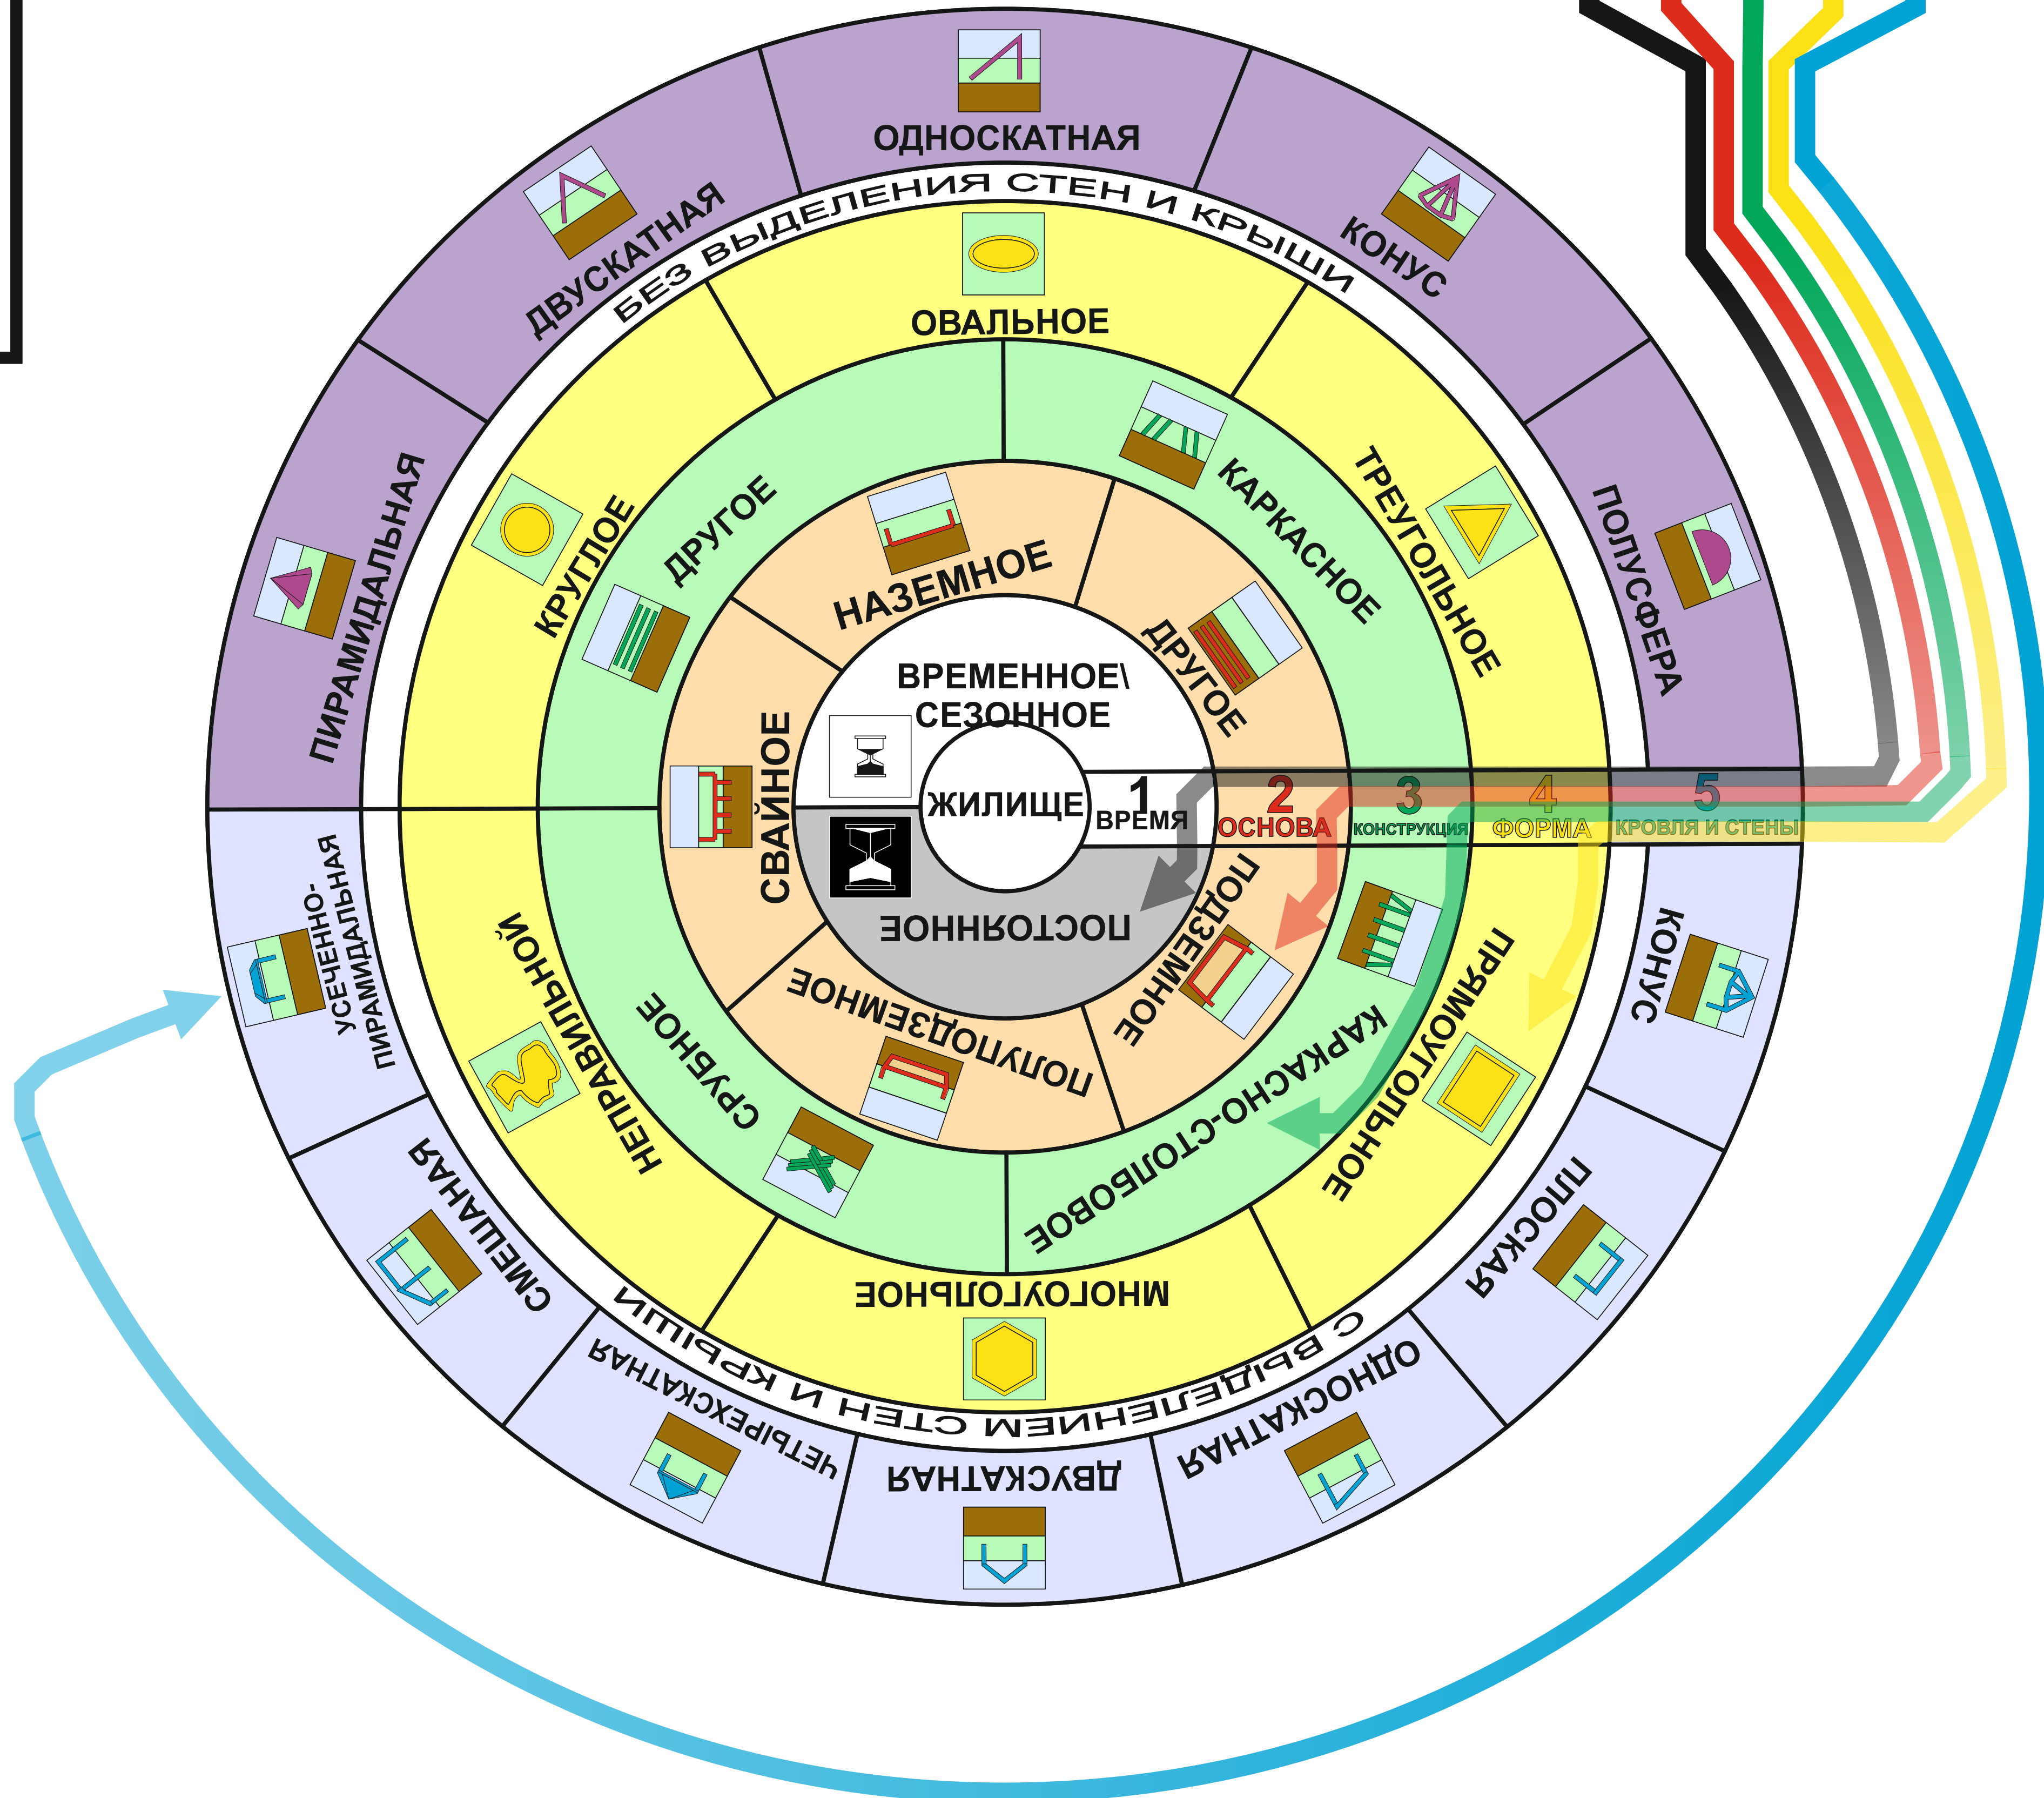 ЖИЛИЩЕ
1
ВРЕМЯ
2
ОСНОВА
3
КОНСТРУКЦИЯ
4
ФОРМА
5
КРОВЛЯ И СТЕНЫ
ВРЕМЕННОЕ\
СЕЗОННОЕ
ПОСТОЯННОЕ
НАЗЕМНОЕ
ДРУГОЕ
ПОДЗЕМНОЕ
ПОЛУПОДЗЕМНОЕ
СВАЙНОЕ
ДРУГОЕ
КАРКАСНОЕ
КАРКАСНО-СТОЛБОВОЕ
СРУБНОЕ
КРУГЛОЕ
ОВАЛЬНОЕ
ТРЕУГОЛЬНОЕ
ПРЯМОУГОЛЬНОЕ
МНОГОУГОЛЬНОЕ
НЕПРАВИЛЬНОЙ
БЕЗ ВЫДЕЛЕНИЯ СТЕН И КРЫШИ
ПИРАМИДАЛЬНАЯ
ДВУСКАТНАЯ
ОДНОСКАТНАЯ
КОНУС
ПОЛУСФЕРА
С ВЫДЕЛЕНИЕМ СТЕН И КРЫШИ
КОНУС
ПЛОСКАЯ
ОДНОСКАТНАЯ
ДВУСКАТНАЯ
ЧЕТЫРЕХСКАТНАЯ
СМЕШАНАЯ
УСЕЧЕННО-
ПИРАМИДАЛЬНАЯ